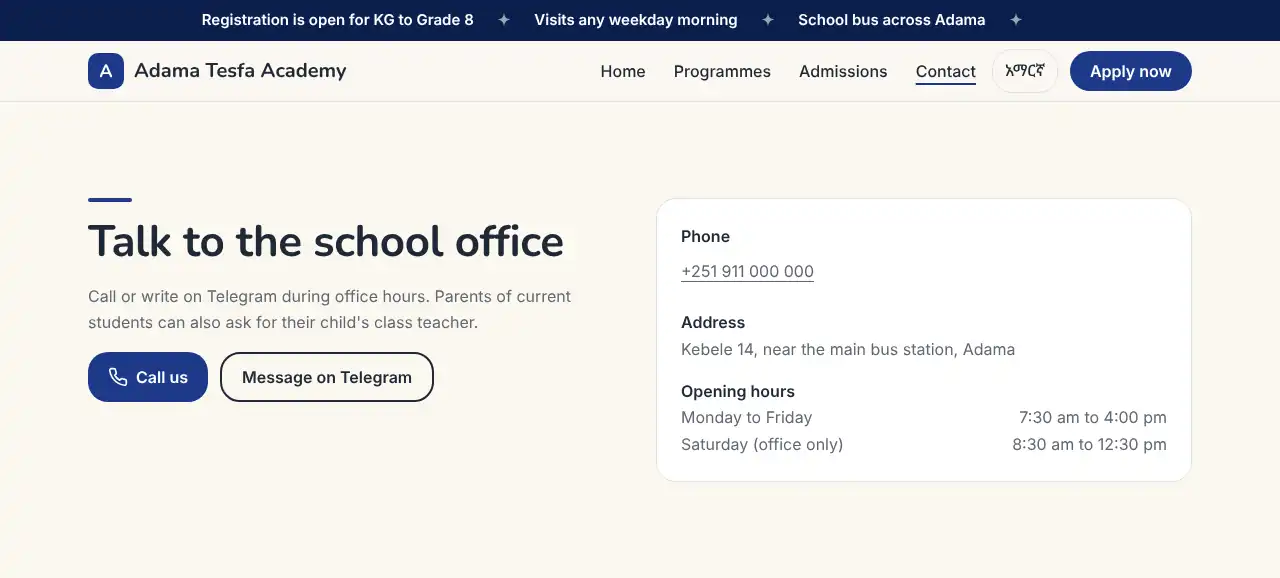 Registration is open for KG to Grade 8 ✦ Visits any weekday morning ✦ School bus across Adama ✦
A Adama Tesfa Academy Home Programmes Admissions Contact አማርኛ Apply now
Talk to the school office
Call or write on Telegram during office hours. Parents of current
students can also ask for their child's class teacher.
Call us Message on Telegram
Phone
+251 911 000 000
Address
Kebele 14, near the main bus station, Adama
Opening hours
Monday to Friday 7:30 am to 4:00 pm
Saturday (office only) 8:30 am to 12:30 pm